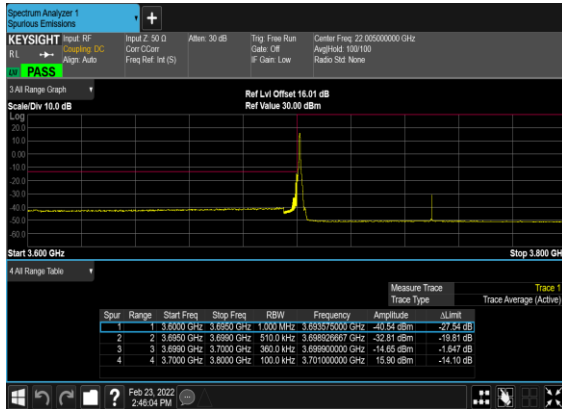 Spectrum Analyzer 1
Spurious Emissions
+
KEYSIGHT Input: RF Input Z: 50 Ω Atten: 30 dB Trig: Free Run Center Freq: 22.005000000 GHz
RL Coupling: DC Corr CCorr Gate: Off Avg|Hold: 100/100
Align: Auto Freq Ref: Int (S) IF Gain: Low Radio Std: None
PASS
3 All Range Graph
Ref Lvl Offset 16.01 dB
Scale/Div 10.0 dB Ref Value 30.00 dBm
Log
20.0
10.0
0.00
-10.0
-20.0
-30.0
-40.0
-50.0
-60.0
Start 3.600 GHz Stop 3.800 GH
4 All Range Table
Measure Trace Trace 1
Trace Type Trace Average (Active)
Spur Range Start Freq Stop Freq RBW Frequency Amplitude ΔLimit
1 1 3.6000 GHz 3.6950 GHz 1.000 MHz 3.693575000 GHz -40.54 dBm -27.54 dB
2 2 3.6950 GHz 3.6990 GHz 510.0 kHz 3.698926667 GHz -32.81 dBm -19.81 dB
3 3 3.6990 GHz 3.7000 GHz 360.0 kHz 3.699900000 GHz -14.65 dBm -1.647 dB
4 4 3.7000 GHz 3.8000 GHz 100.0 kHz 3.701000000 GHz 15.90 dBm -14.10 dB
? Feb 23, 2022
2:46:04 PM